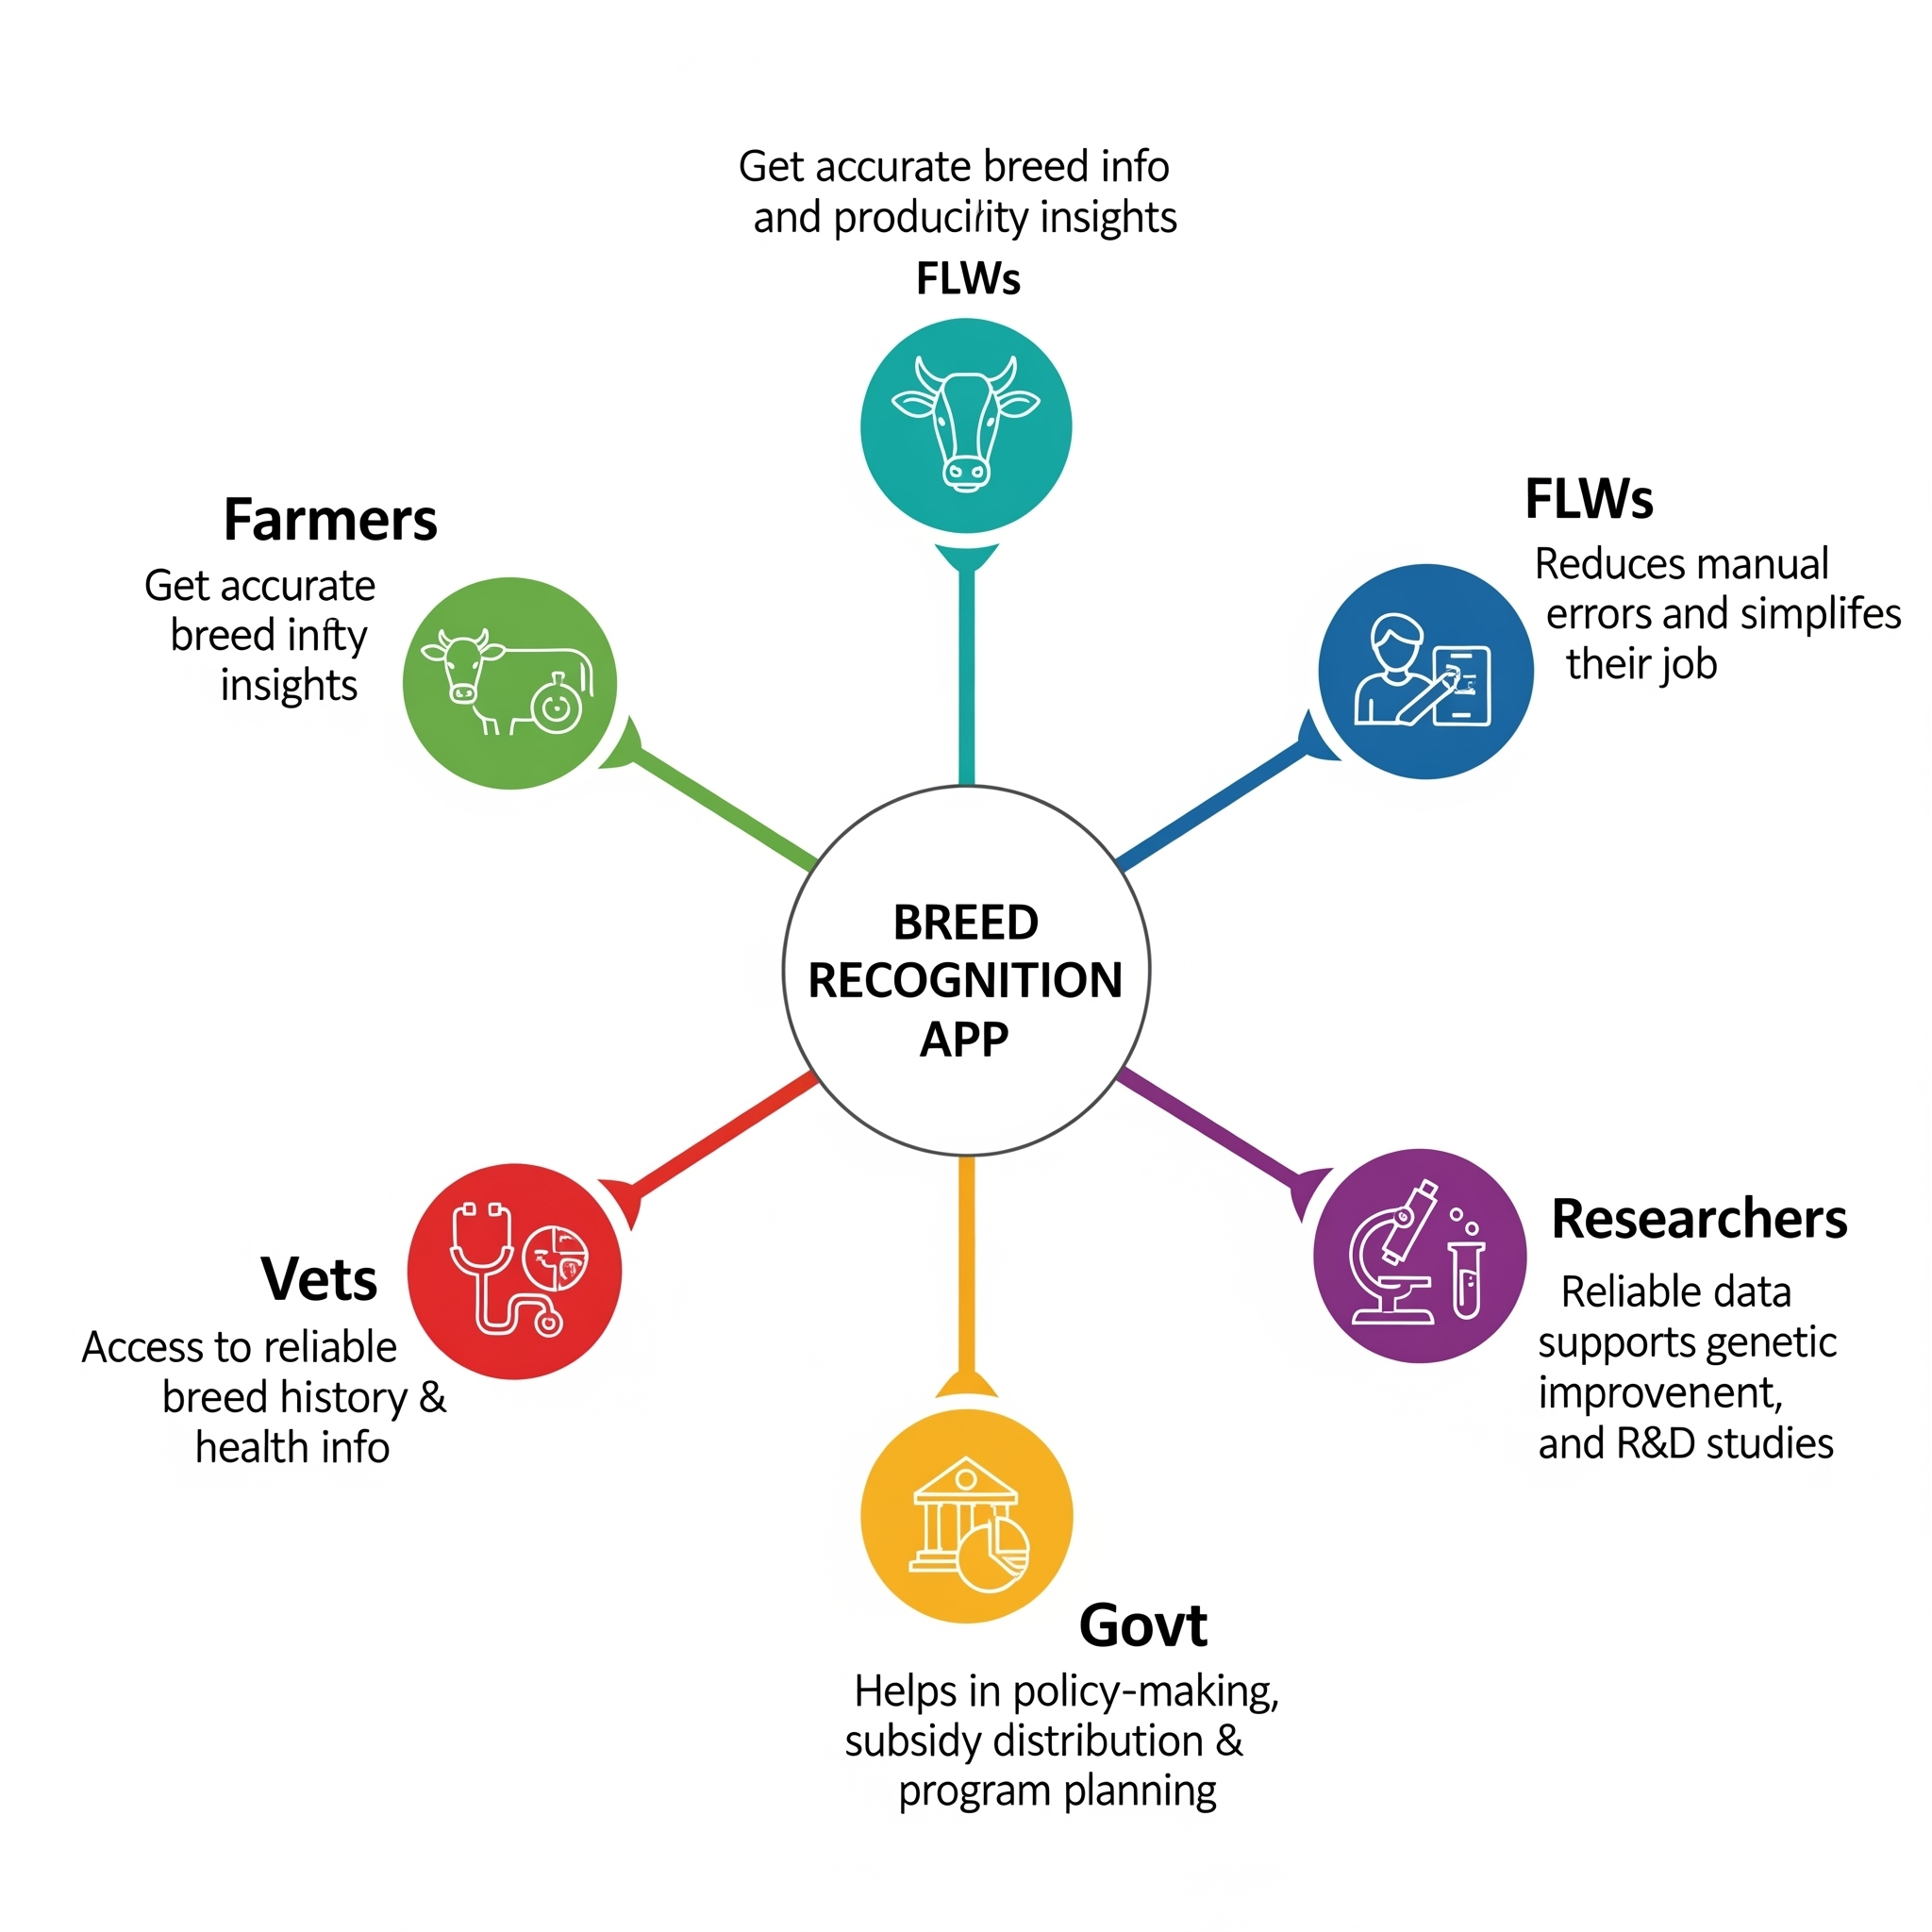 Get accurate breed info
and producility insights
FLWs
Farmers
Get accurate
breed infty
insights
FLWs
Reduces manual
errors and simplifes
their job
BREED
RECOGNITION
APP
Vets
Access to reliable
breed history &
health info
Researchers
Reliable data
supports genetic
improvenent,
and R&D studies
Govt
Helps in policy-making,
subsidy distribution &
program planning